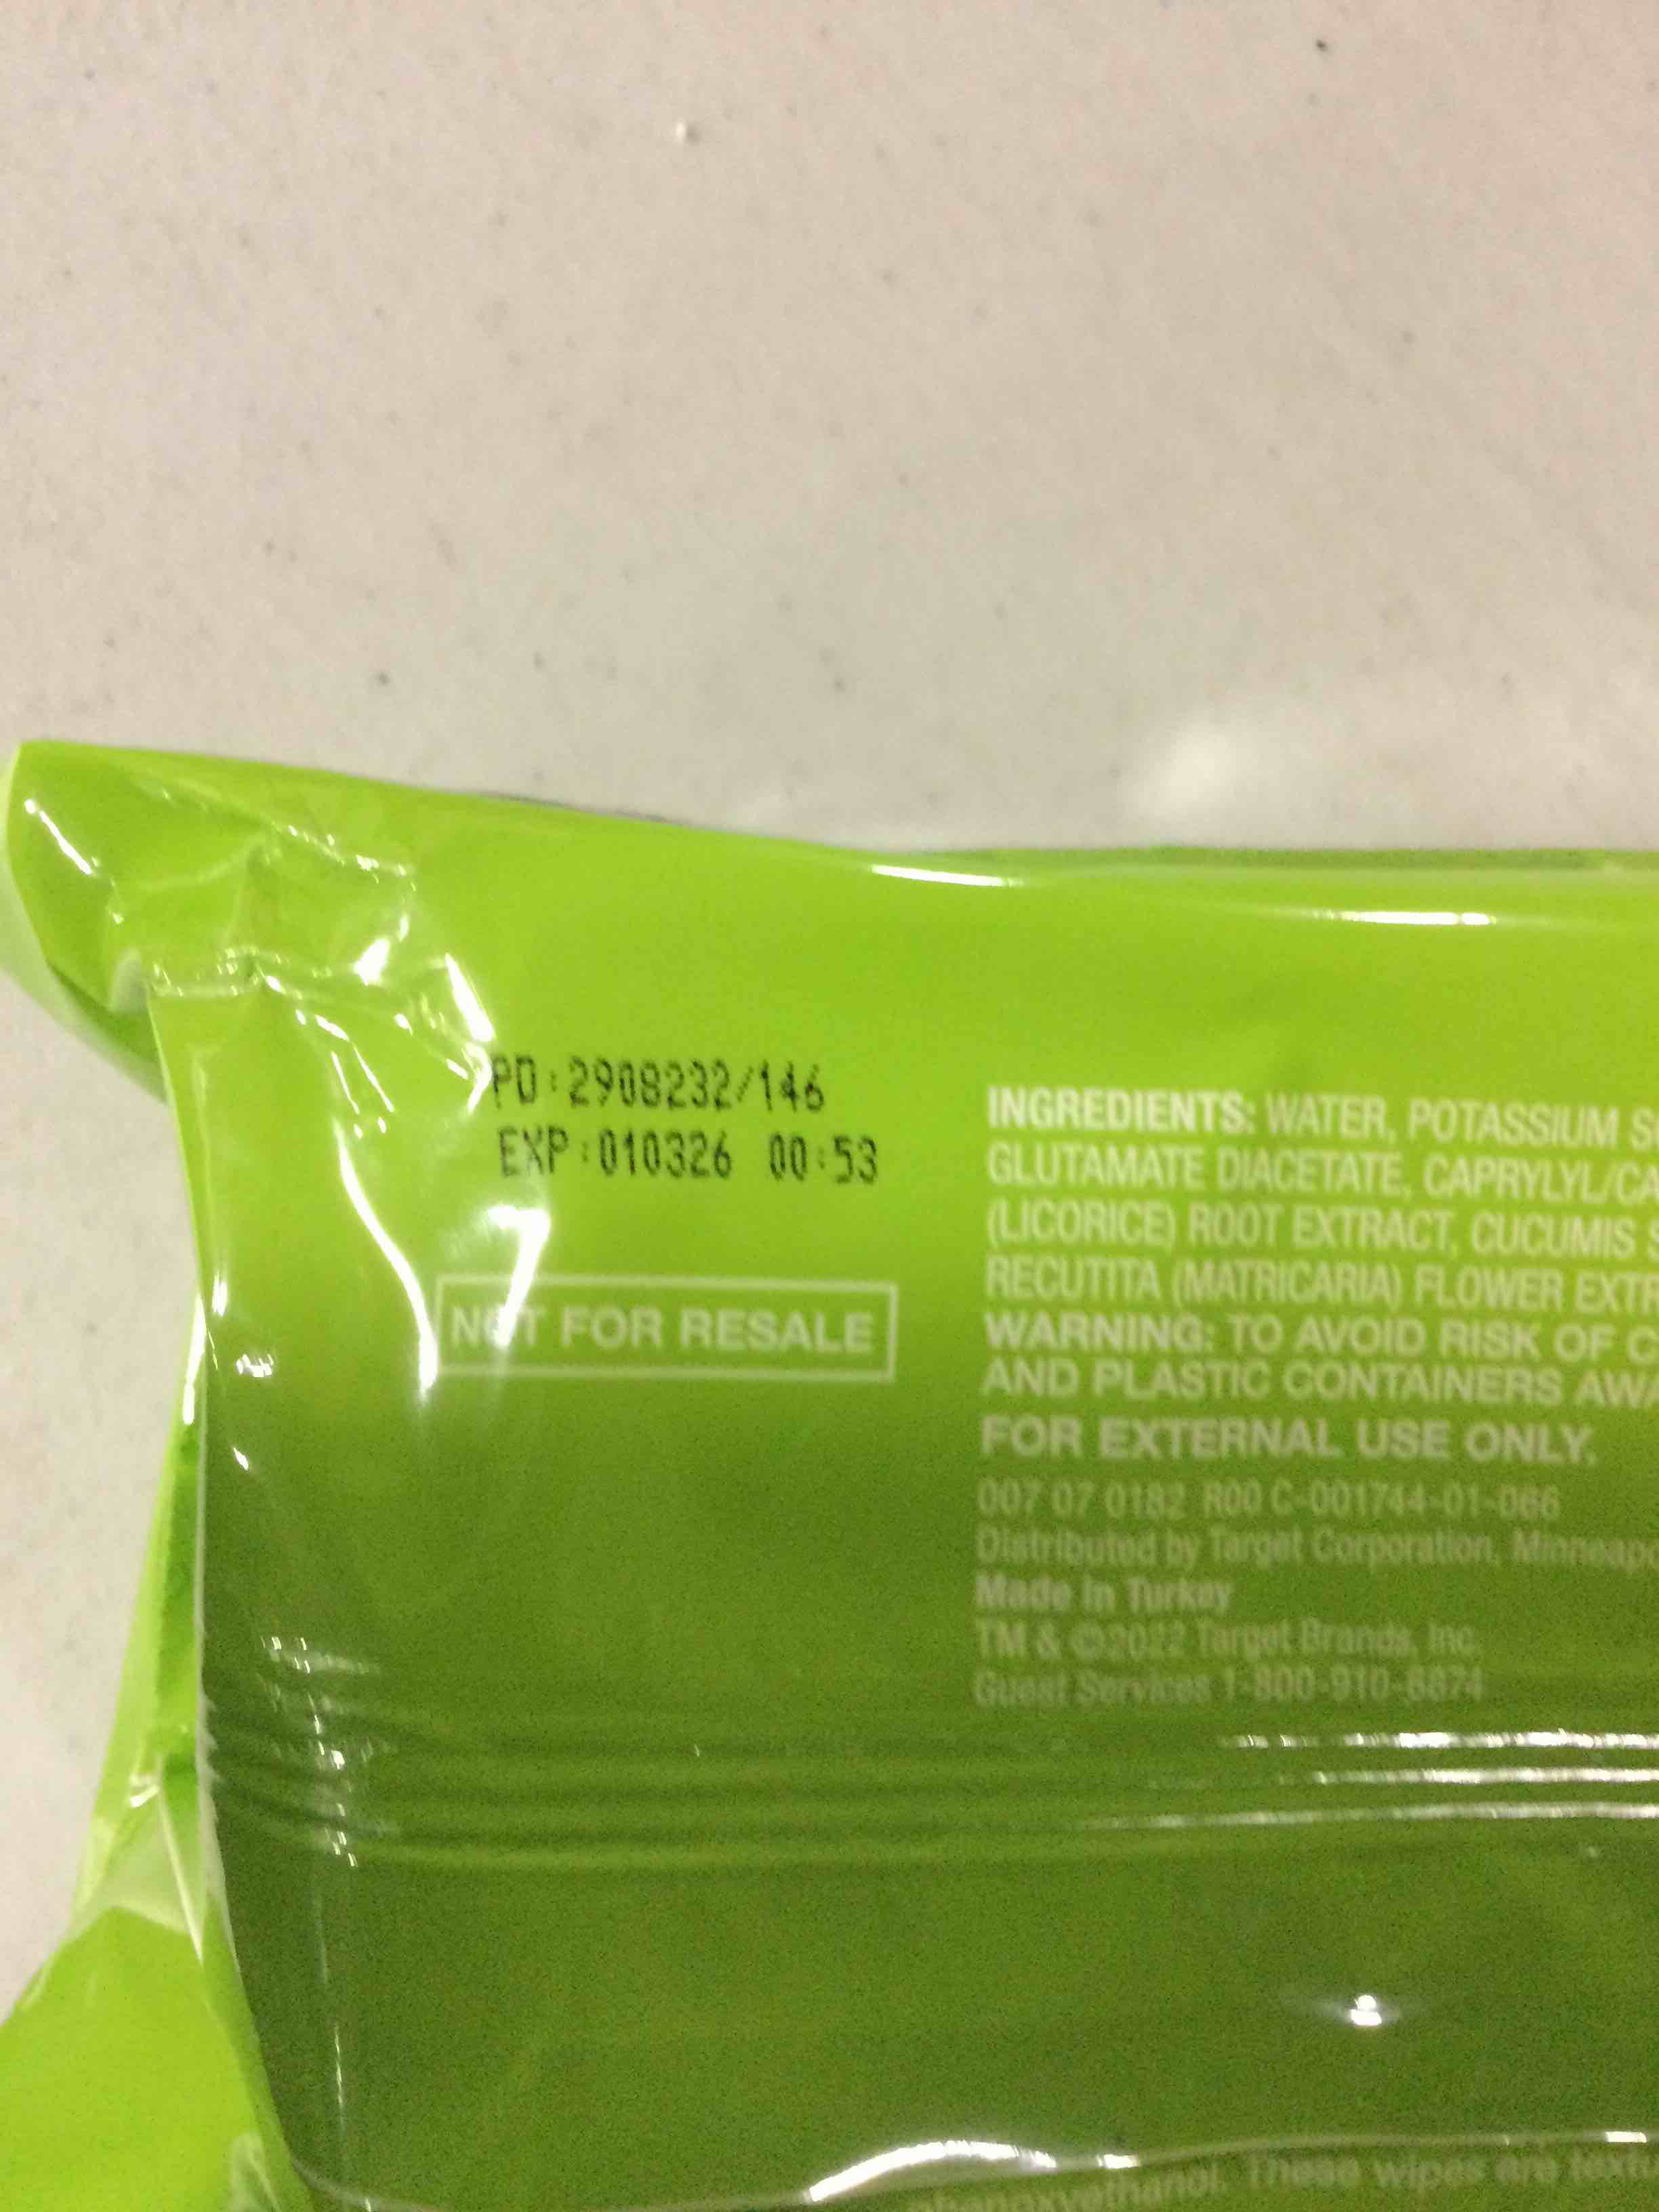 PD:2908232/146
EXP:010326 00:53
NOT FOR RESALE
INGREDIENTS: WATER, POTASSIUM
GLUTAMATE DIACETATE, CAPRYLYL/CA
(LICORICE) ROOT EXTRACT, CUCUMIS S
RECUTITA (MATRICARIA) FLOWER EXTR
WARNING: TO AVOID RISK OF C
AND PLASTIC CONTAINERS AWA
FOR EXTERNAL USE ONLY.
007 07 0182 R00 C-001744-01-066
Distributed by Target Corporation, Minneapo
Made in Turkey
TM & ©2022 Target Brands, Inc.
Guest Services 1-800-910-6874
phenoxyethanol. These wipes are textu